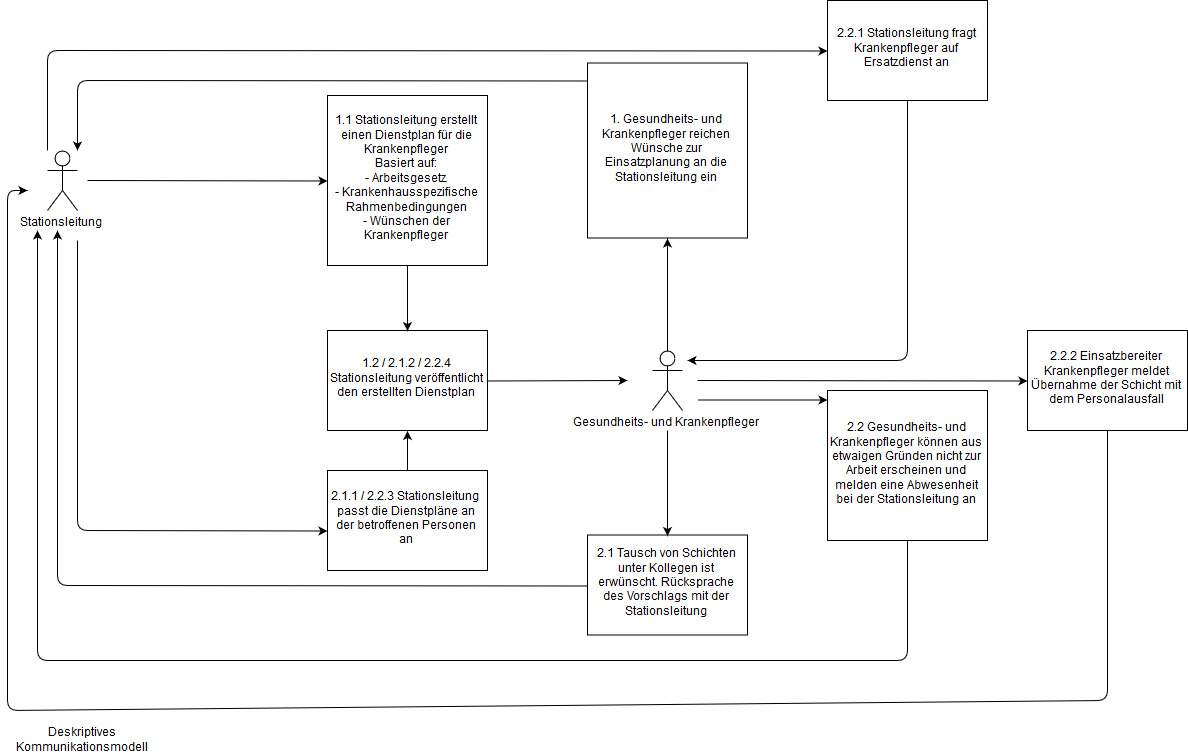 2.2.1 Stationsleitung fragt
Krankenpfleger auf
Ersatzdienst an
1.1 Stationsleitung erstellt
einen Dienstplan für die
Krankenpfleger
Basiert auf:
- Arbeitsgesetz
- Krankenhausspezifische
Rahmenbedingungen
- Wünschen der
Krankenpfleger
1. Gesundheits- und
Krankenpfleger reichen
Wünsche zur
Einsatzplanung an die
Stationsleitung ein
Stationsleitung
1.2 / 2.1.2 / 2.2.4
Stationsleitung veröffentlicht
den erstellten Dienstplan
Gesundheits- und Krankenpfleger
2.2.2 Einsatzbereiter
Krankenpfleger meldet
Übernahme der Schicht mit
dem Personalausfall
2.2 Gesundheits- und
Krankenpfleger können aus
etwaigen Gründen nicht zur
Arbeit erscheinen und
melden eine Abwesenheit
bei der Stationsleitung an
2.1.1 / 2.2.3 Stationsleitung
passt die Dienstpläne an
der betroffenen Personen
an
2.1 Tausch von Schichten
unter Kollegen ist
erwünscht. Rücksprache
des Vorschlags mit der
Stationsleitung
Deskriptives
Kommunikationsmodell